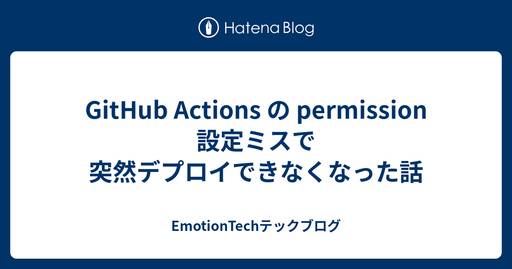 Hatena Blog
GitHub Actions の permission
設定ミスで
突然デプロイできなくなった話
EmotionTechテックブログ